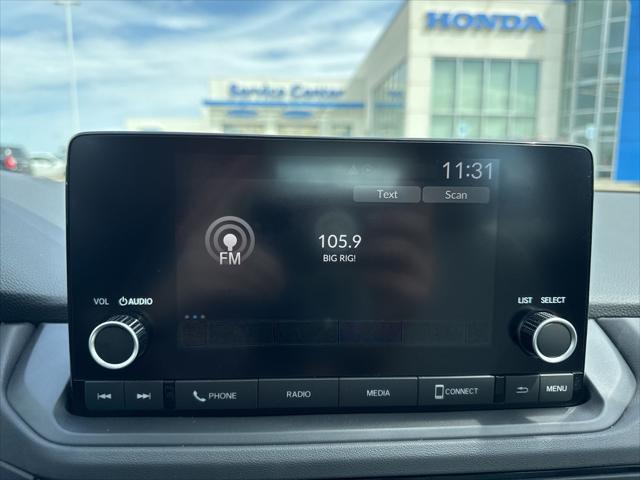 HONDA
Service Center
11:31
Text Scan
105.9
FM BIG RIG!
VOL AUDIO LIST SELECT
PHONE RADIO MEDIA CONNECT MENU